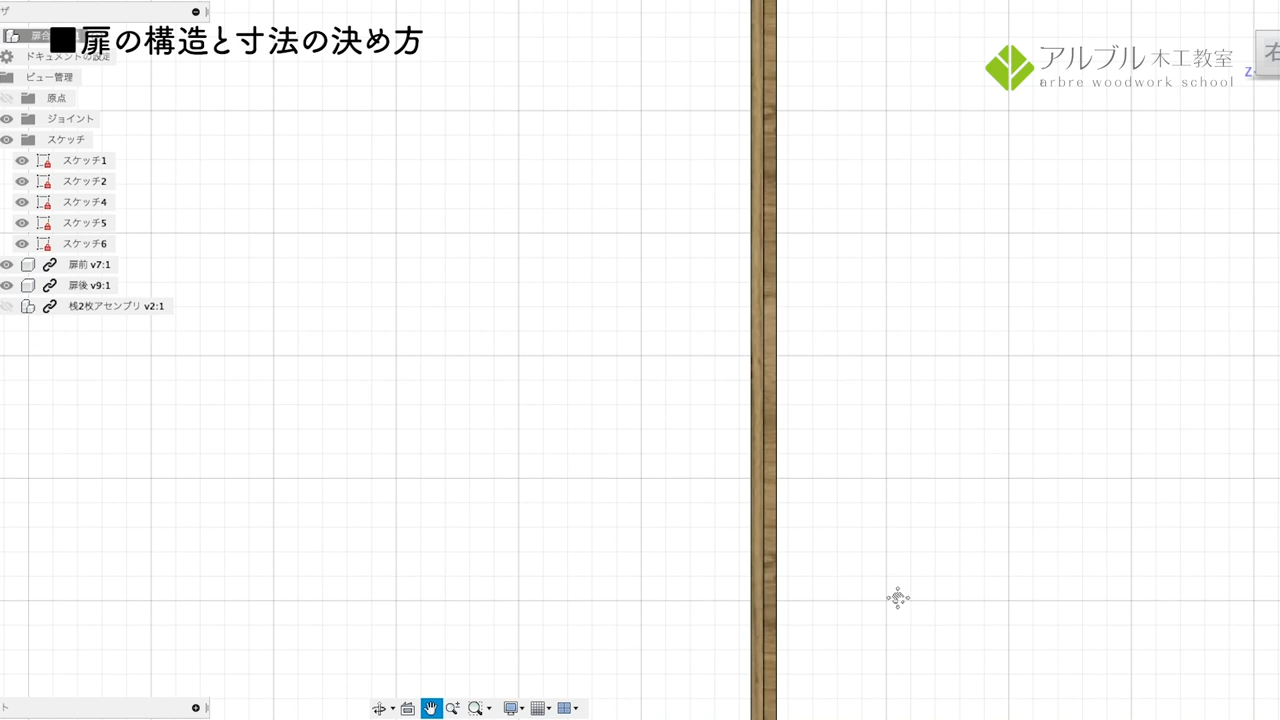 ザ
■扉の構造と寸法の決め方
扉合
ドキュメントの設定
ビュー管理
原点
ジョイント
スケッチ
スケッチ1
スケッチ2
スケッチ4
スケッチ5
スケッチ6
扉前 v7:1
扉後 v9:1
桟2枚アセンブリ v2:1
アルブル木工教室
arbre woodwork school
Z
右
ト